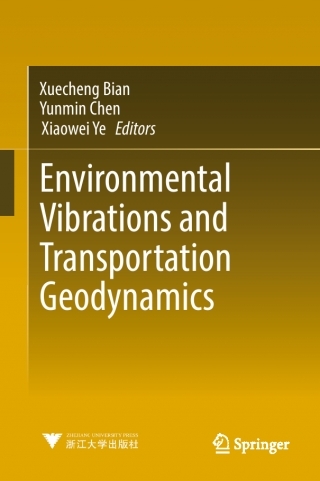 Xuecheng Bian
Yunmin Chen
Xiaowei Ye Editors
Environmental
Vibrations and
Transportation
Geodynamics
ZHEJIANG UNIVERSITY PRESS
浙江大学出版社
Springer